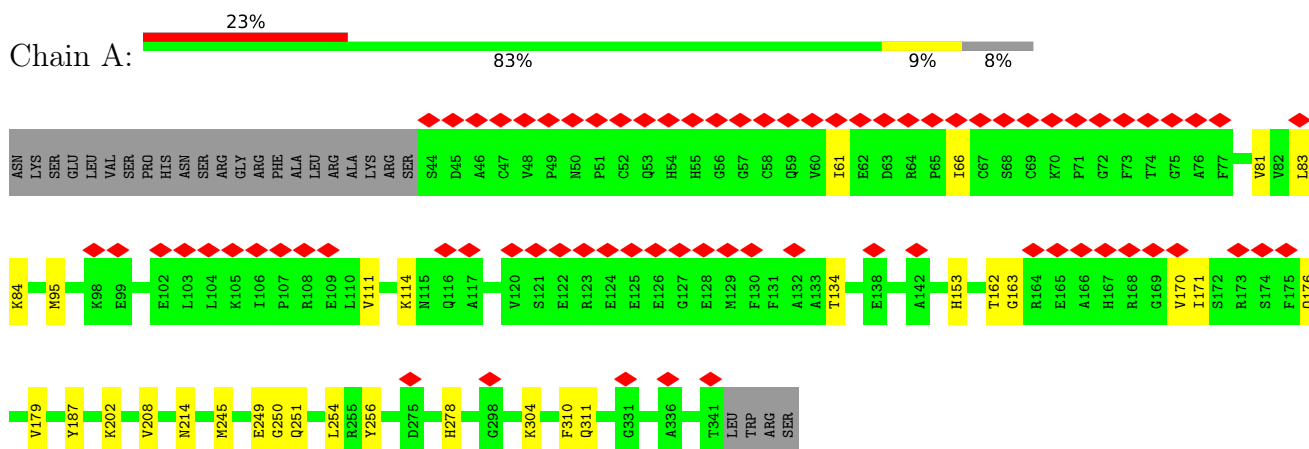 23%
Chain A:
83% 9% 8%
ASN LYS SER GLU LEU VAL SER PRO HIS ASN SER ARG GLY ARG PHE ALA LEU ARG ALA LYS ARG SER S44 D45 A46 C47 V48 P49 N50 P51 C52 Q53 H54 H55 G56 G57 C58 Q59 V60 I61 E62 D63 R64 P65 I66 C67 S68 C69 K70 P71 G72 F73 T74 G75 A76 F77 V81 V82 L83
K84 M95 K98 E99 E102 L103 L104 K105 I106 P107 R108 E109 L110 V111 K114 N115 Q116 A117 V120 S121 E122 R123 E124 E125 E126 G127 E128 M129 F130 F131 A132 A133 T134 E138 A142 H153 T162 G163 R164 E165 A166 H167 R168 G169 V170 I171 S172 R173 S174 F175 Q176
V179 Y187 K202 V208 N214 M245 E249 G250 Q251 L254 R255 Y256 D275 H278 G298 K304 F310 Q311 G331 A336 T341 LEU TRP ARG SER